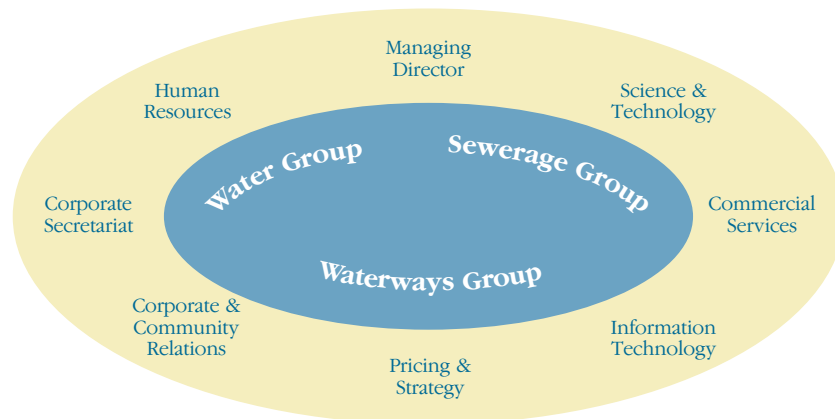 Managing
Director
Human
Resources
Science &
Technology
Water Group
Sewerage Group
Corporate
Secretariat
Commercial
Services
Waterways Group
Corporate &
Community
Relations
Information
Technology
Pricing &
Strategy